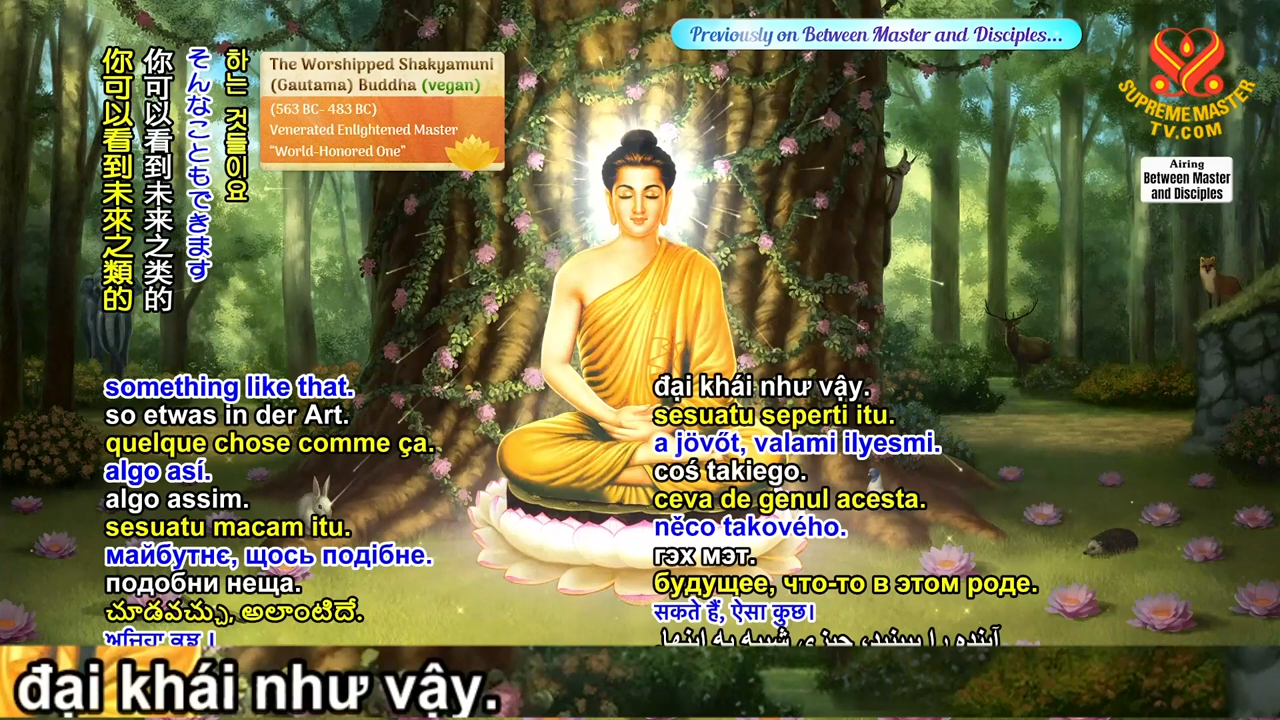 Previously on Between Master and Disciples...
SUPREME MASTER
TV.COM
Airing
Between Master
and Disciples
The Worshipped Shakyamuni
(Gautama) Buddha (vegan)
(563 BC- 483 BC)
Venerated Enlightened Master
“World-Honored One”
하는 것들이요
そんなこともできます
你可以看到未来之类的
你可以看到未來之類的
something like that.
so etwas in der Art.
quelque chose comme ça.
algo así.
algo assim.
sesuatu macam itu.
майбутнє, щось подібне.
подобни неща.
చూడవచ్చు, అలాంటిదే.
đại khái như vậy.
sesuatu seperti itu.
a jövőt, valami ilyesmi.
coś takiego.
ceva de genul acesta.
něco takového.
гэх мэт.
будущее, что-то в этом роде.
सकते हैं, ऐसा कुछ।
đại khái như vậy.